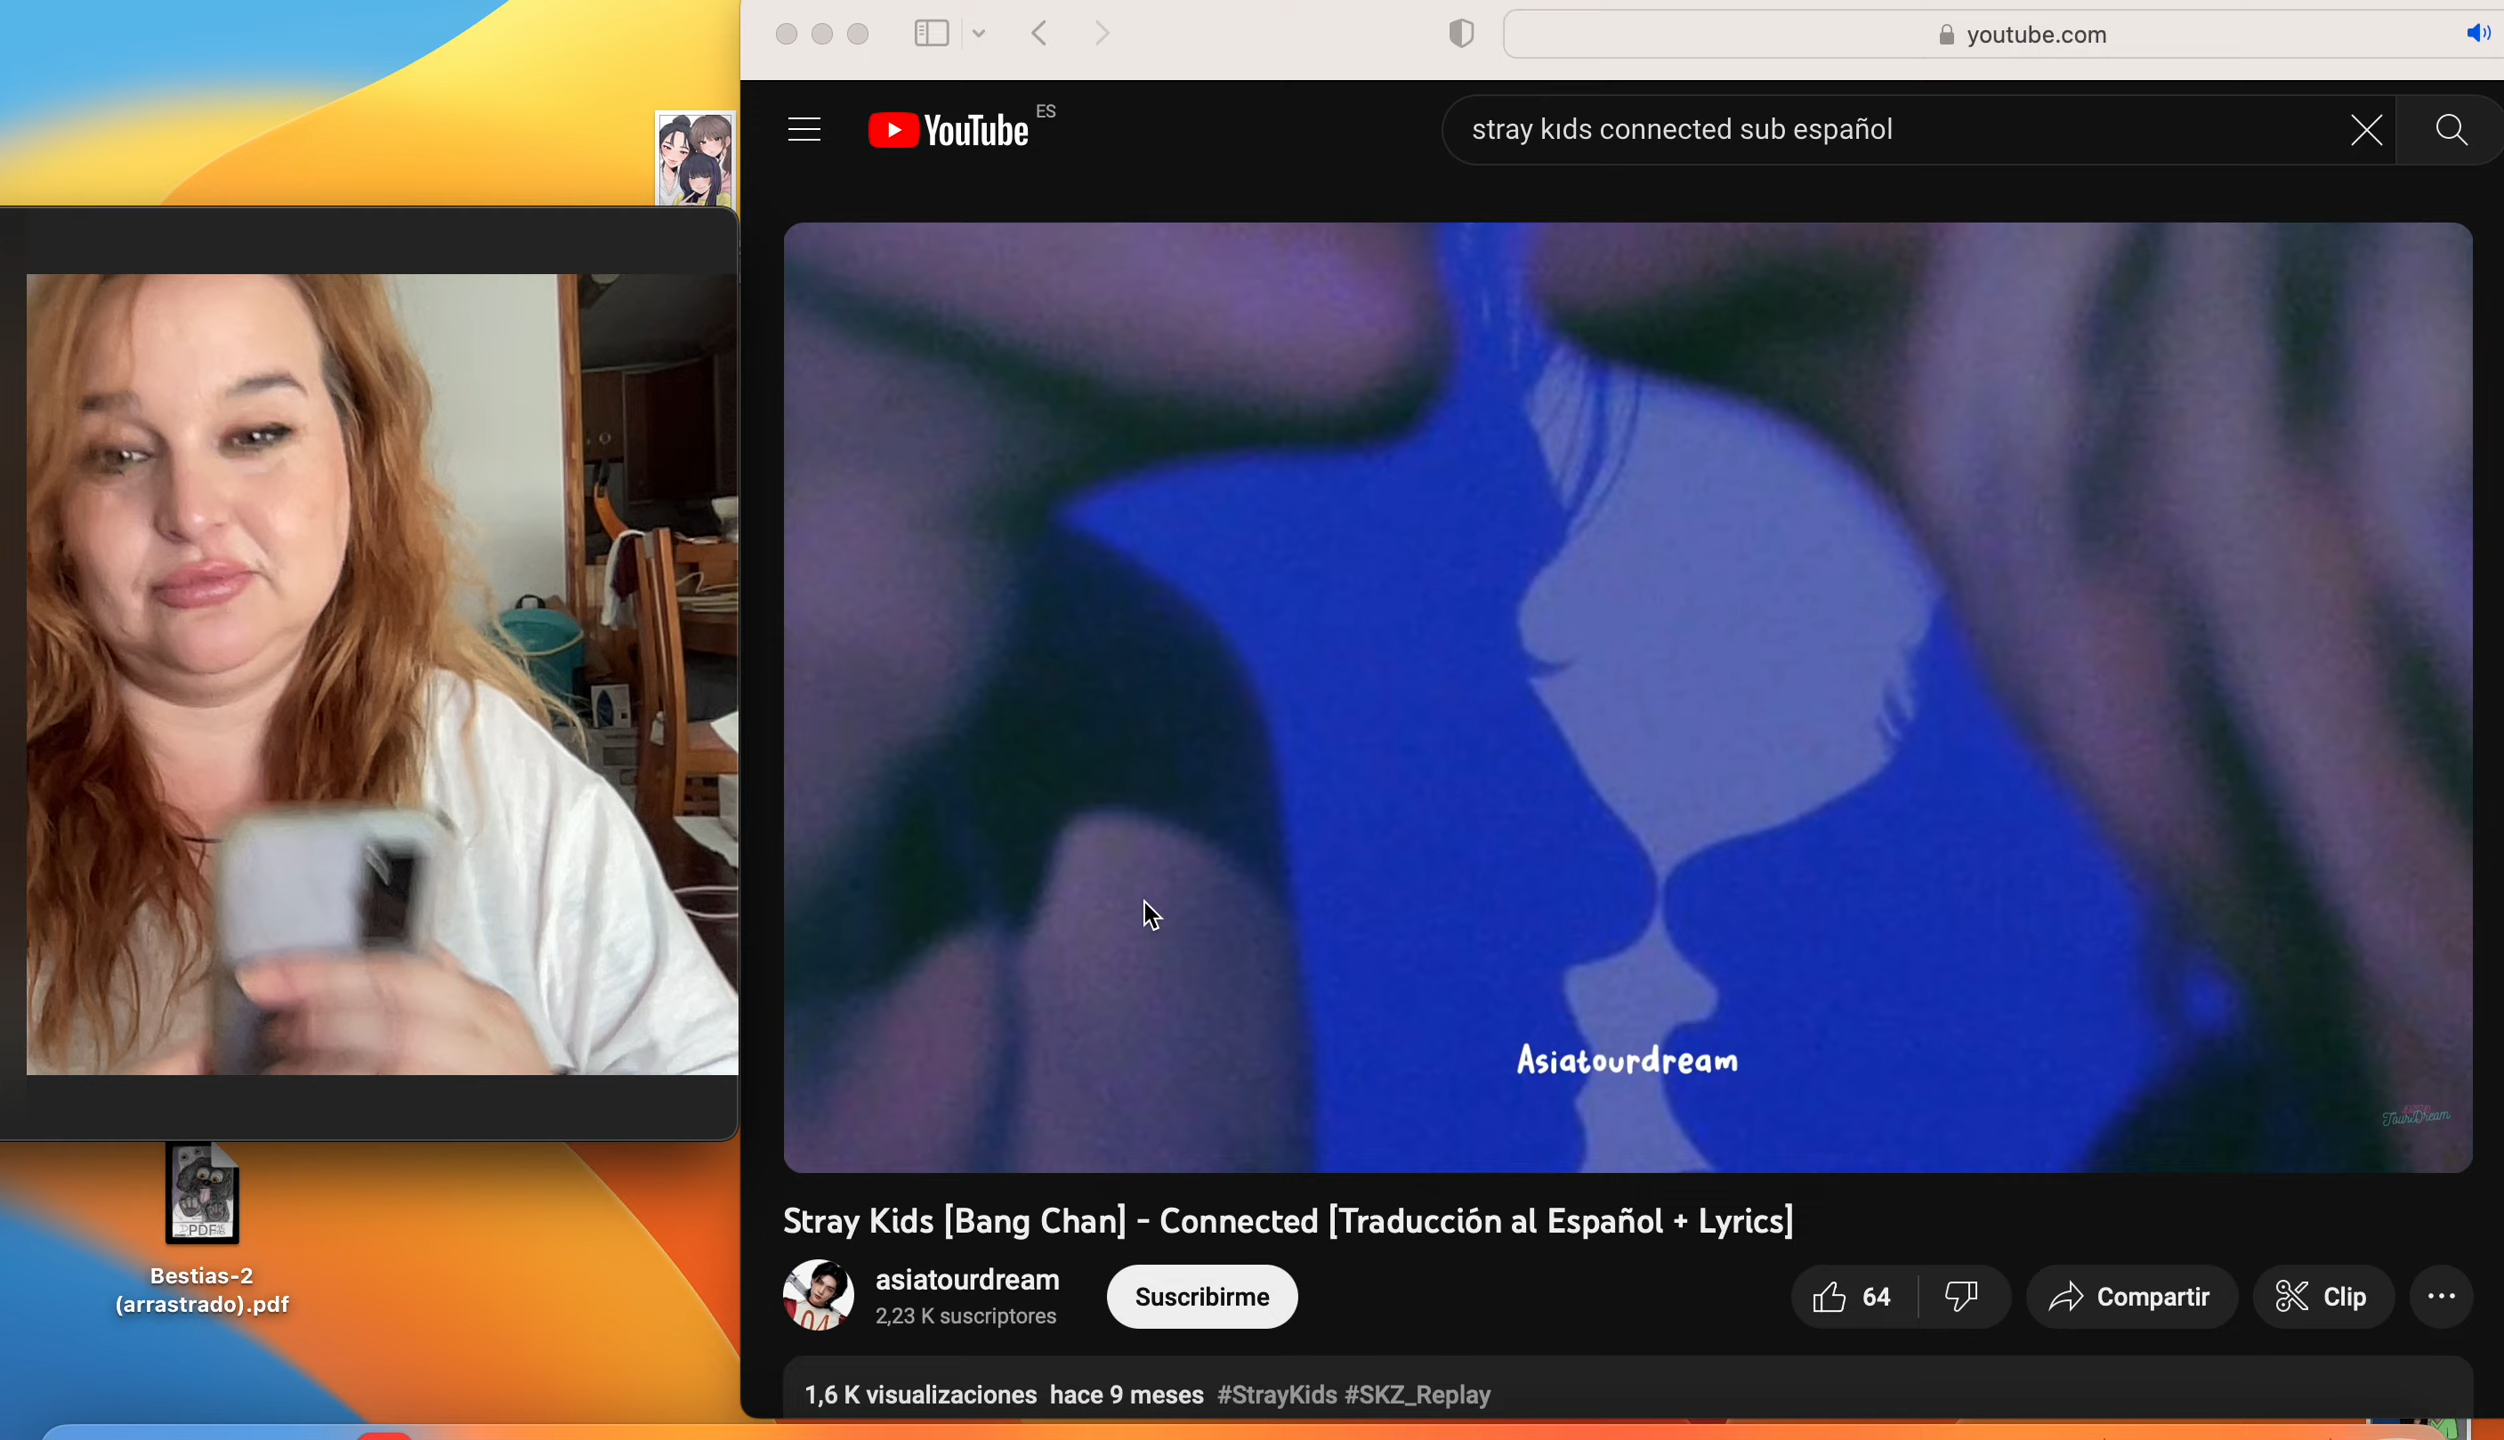 youtube.com
YouTube ES
stray kids connected sub español
Asiatourdream
TourDream
Stray Kids [Bang Chan] - Connected [Traducción al Español + Lyrics]
asiatourdream
2,23 K suscriptores
Suscribirme
64
Compartir
Clip
1,6 K visualizaciones hace 9 meses #StrayKids #SKZ_Replay
PDF
Bestias-2
(arrastrado).pdf